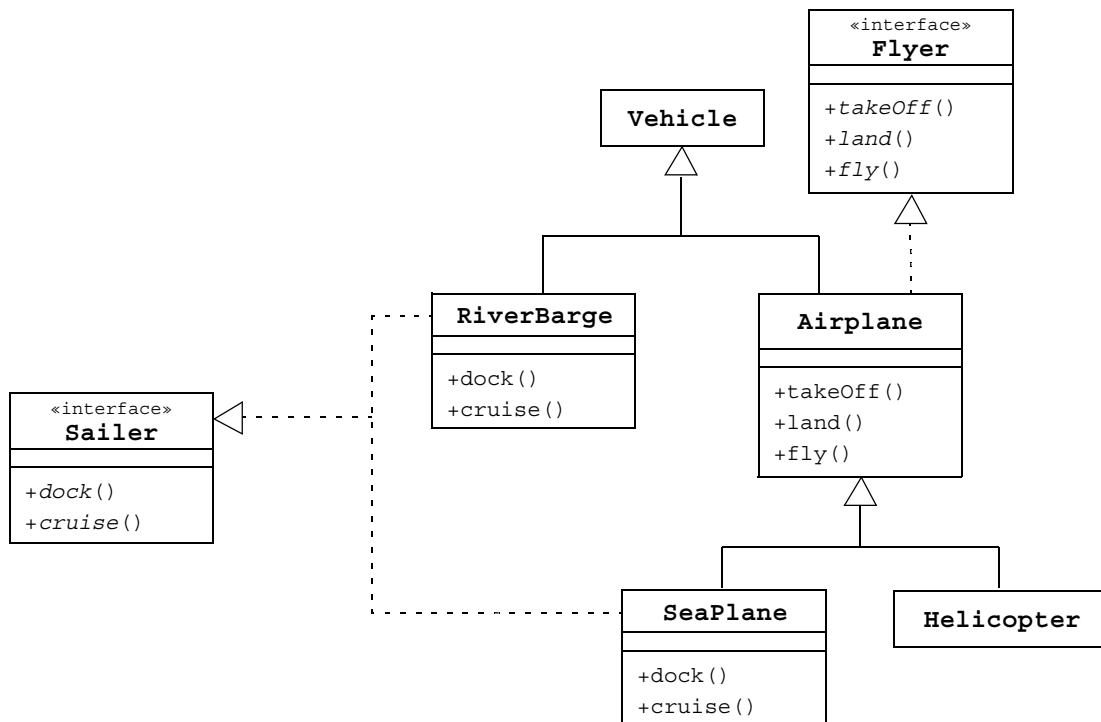 «interface»
Flyer
+takeOff()
+land()
+fly()
Vehicle
RiverBarge
+dock()
+cruise()
Airplane
+takeOff()
+land()
+fly()
«interface»
Sailer
+dock()
+cruise()
SeaPlane
+dock()
+cruise()
Helicopter